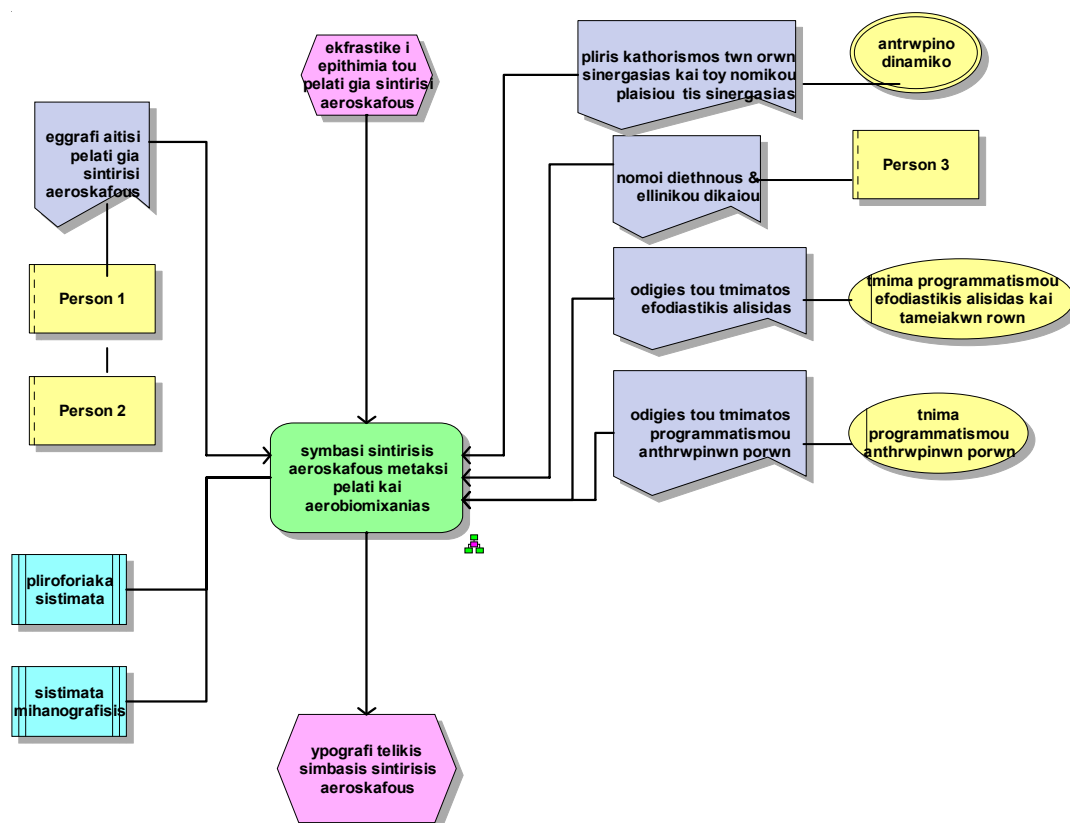 ekfrastike i
epithimia tou
pelati gia sintirisi
aeroskafous
pliris kathorismos twn orwn
sinergasias kai toy nomikou
plaisiou tis sinergasias
antrwpino
dinamiko
eggrafi aitisi
pelati gia
sintirisi
aeroskafous
nomoi diethnous &
ellinikou dikaiou
Person 3
Person 1
odigies tou tmimatos
efodiastikis alisidas
tmima programmatismou
efodiastikis alisidas kai
tameiakwn rown
Person 2
odigies tou tmimatos
programmatismou
anthrwpinwn porwn
tnima
programmatismou
anthrwpinwn porwn
symbasi sintirisis
aeroskafous metaksi
pelati kai
aerobiomixanias
pliroforiaka
sistimata
sistimata
mihanografisis
ypografi telikis
simbasis sintirisis
aeroskafous